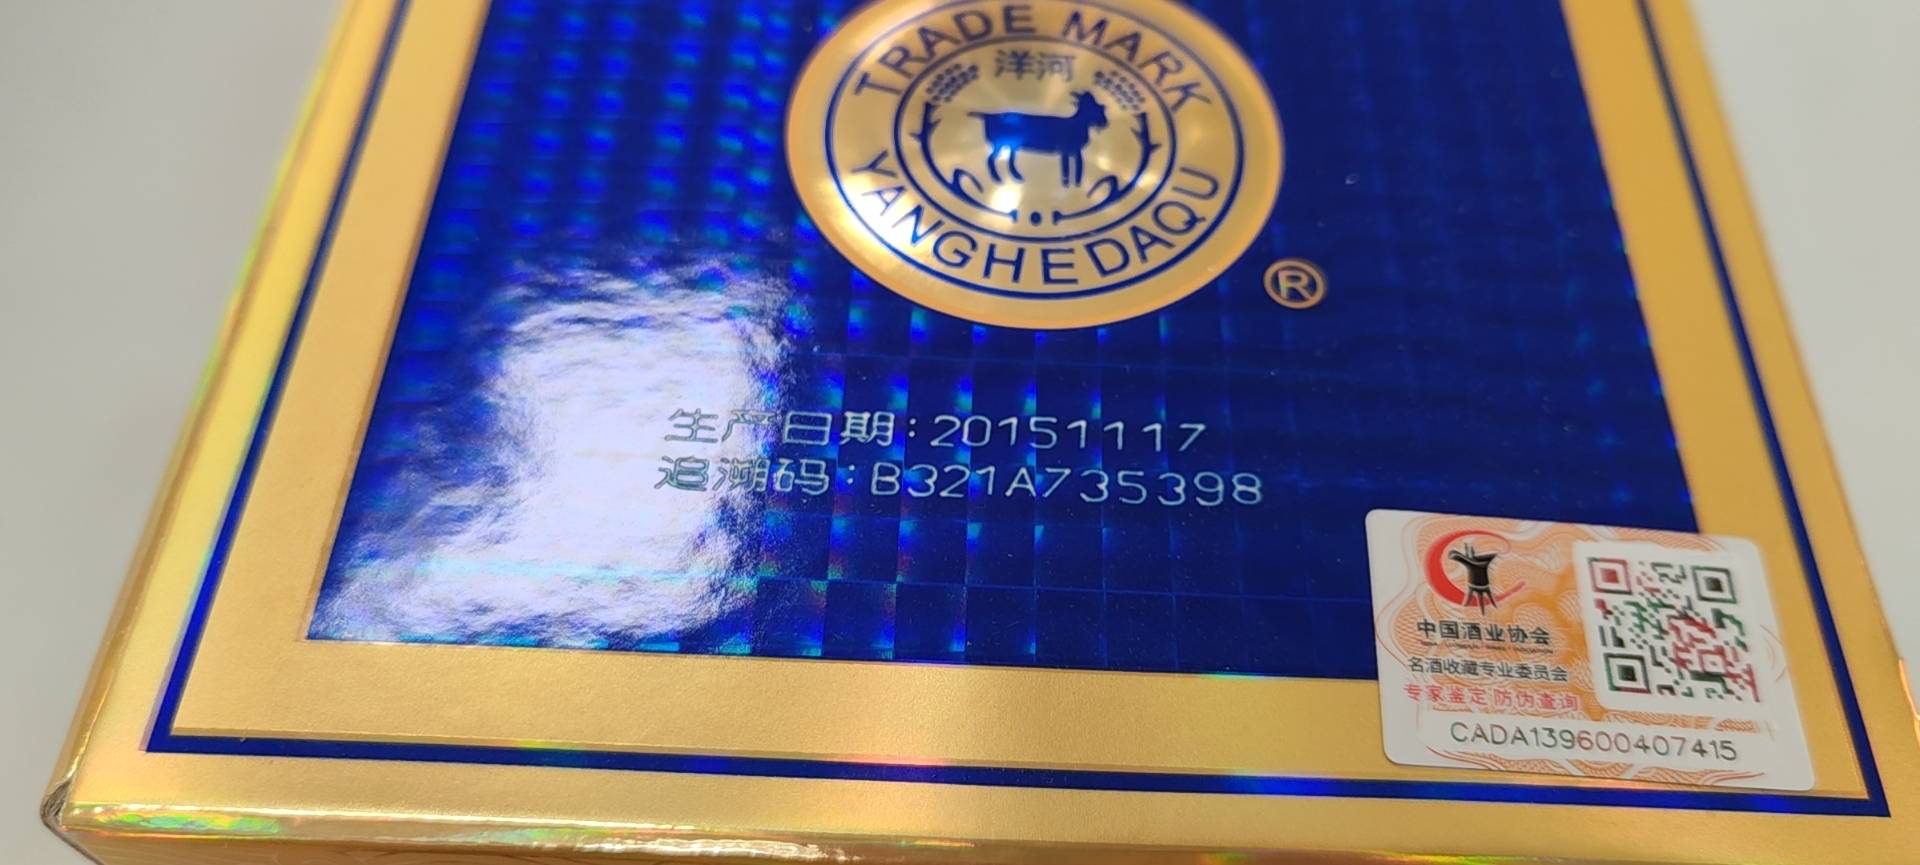 TRADE MARK
洋河
YANGHEDAQU
®
生产日期:20151117
追溯码:B321A735398
中国酒业协会
名酒收藏专业委员会
专家鉴定 防伪查询
CADA139600407415